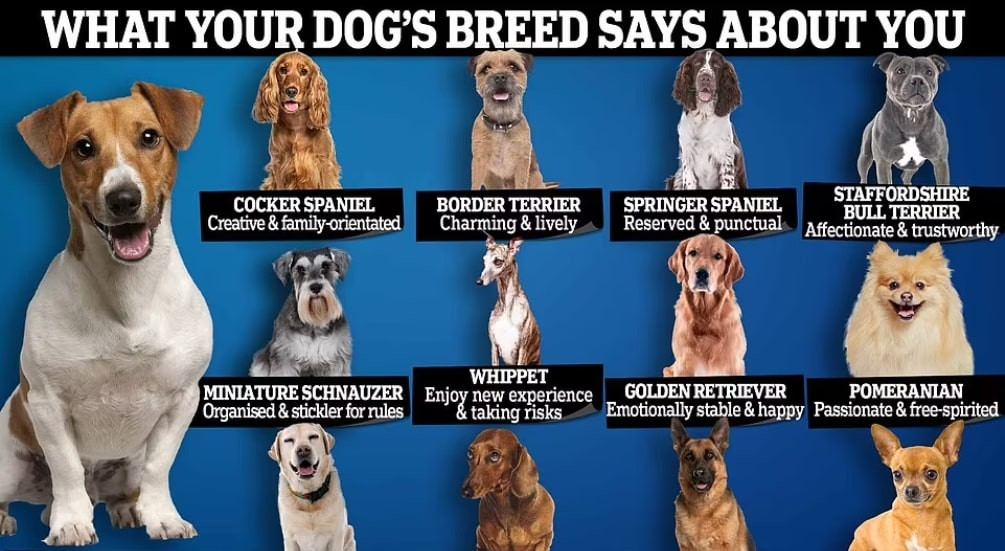 WHAT YOUR DOG'S BREED SAYS ABOUT YOU
COCKER SPANIEL
Creative & family-orientated
BORDER TERRIER
Charming & lively
SPRINGER SPANIEL
Reserved & punctual
STAFFORDSHIRE
BULL TERRIER
Affectionate & trustworthy
MINIATURE SCHNAUZER
Organised & stickler for rules
WHIPPET
Enjoy new experience
& taking risks
GOLDEN RETRIEVER
Emotionally stable & happy
POMERANIAN
Passionate & free-spirited